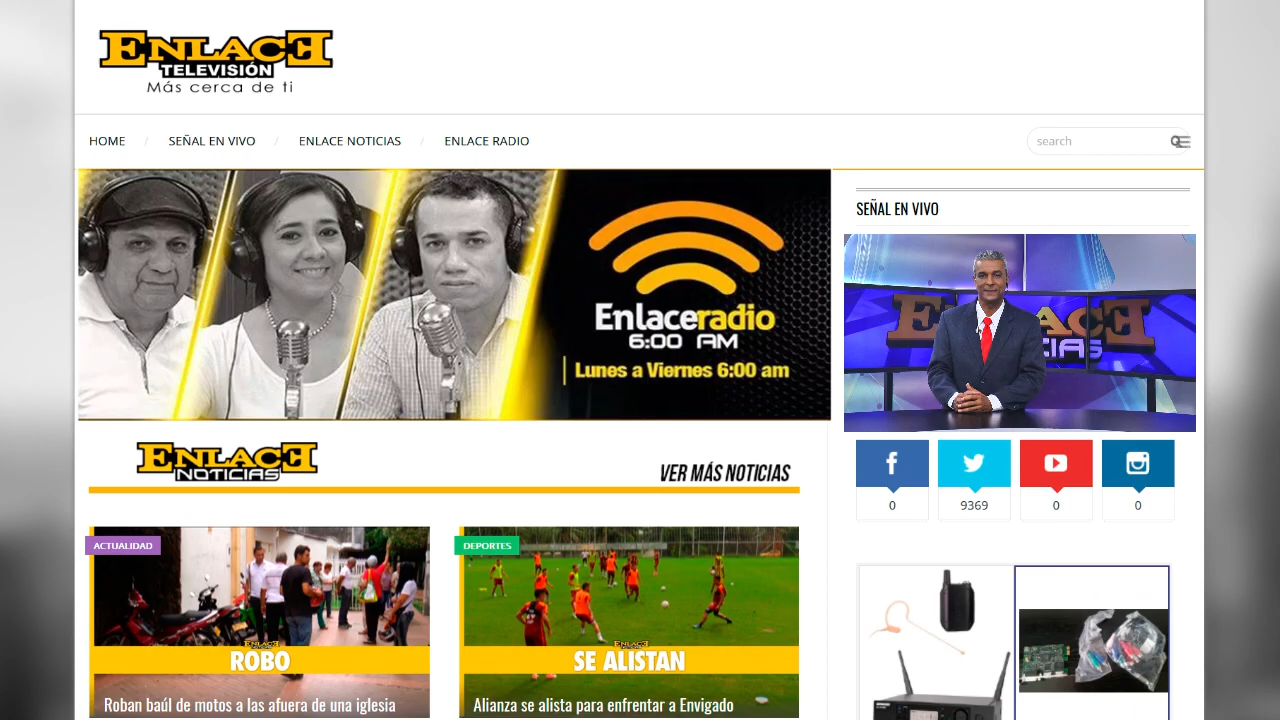 ENLACE
TELEVISIÓN
Más cerca de ti
HOME / SEÑAL EN VIVO / ENLACE NOTICIAS / ENLACE RADIO
search
Enlaceradio
6:00 AM
Lunes a Viernes 6:00 am
SEÑAL EN VIVO
ENLACE
NOTICIAS
VER MÁS NOTICIAS
0
9369
0
0
ACTUALIDAD
ROBO
Roban baúl de motos a las afuera de una iglesia
DEPORTES
SE ALISTAN
Alianza se alista para enfrentar a Envigado